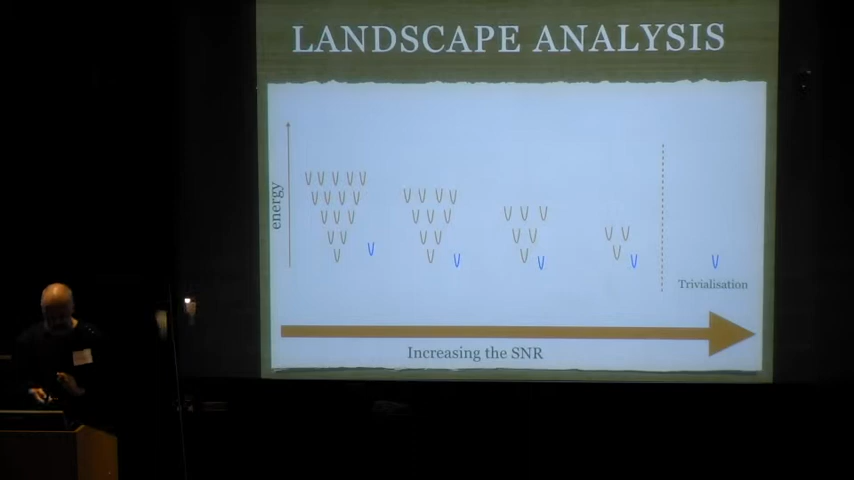 LANDSCAPE ANALYSIS
energy
Trivialisation
Increasing the SNR